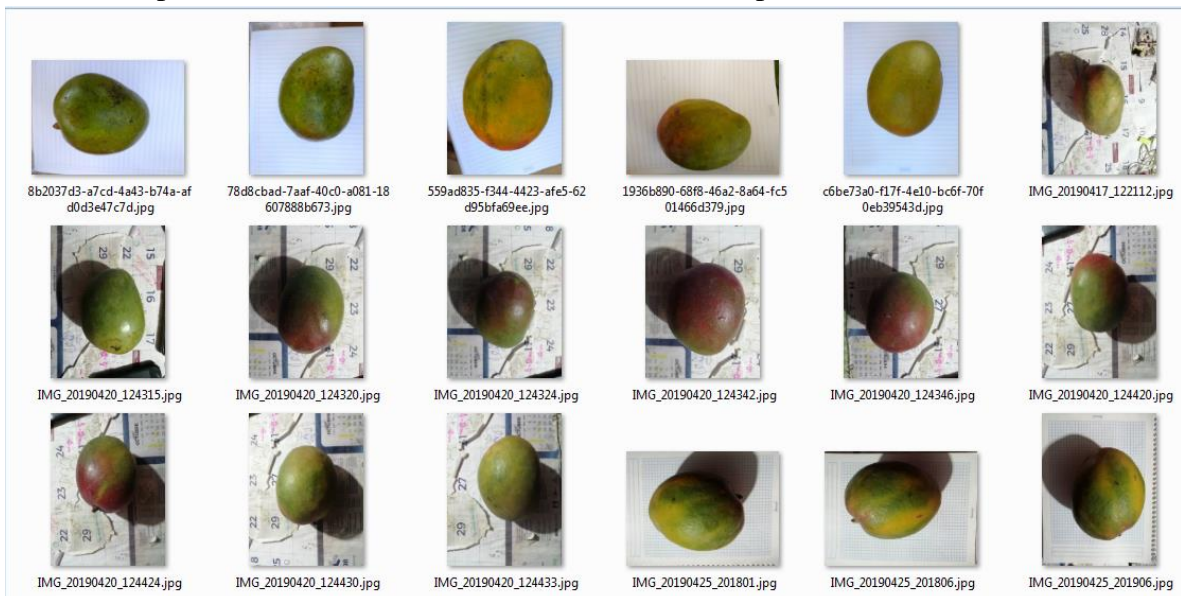 8b2037d3-a7cd-4a43-b74a-af
d0d3e47c7d.jpg
78d8cbad-7aaf-40c0-a081-18
607888b673.jpg
559ad835-f344-4423-afe5-62
d95bfa69ee.jpg
1936b890-68f8-46a2-8a64-fc5
01466d379.jpg
c6be73a0-f17f-4e10-bc6f-70f
0eb39543d.jpg
IMG_20190417_122112.jpg
IMG_20190420_124315.jpg
IMG_20190420_124320.jpg
IMG_20190420_124324.jpg
IMG_20190420_124342.jpg
IMG_20190420_124346.jpg
IMG_20190420_124420.jpg
IMG_20190420_124424.jpg
IMG_20190420_124430.jpg
IMG_20190420_124433.jpg
IMG_20190425_201801.jpg
IMG_20190425_201806.jpg
IMG_20190425_201906.jpg